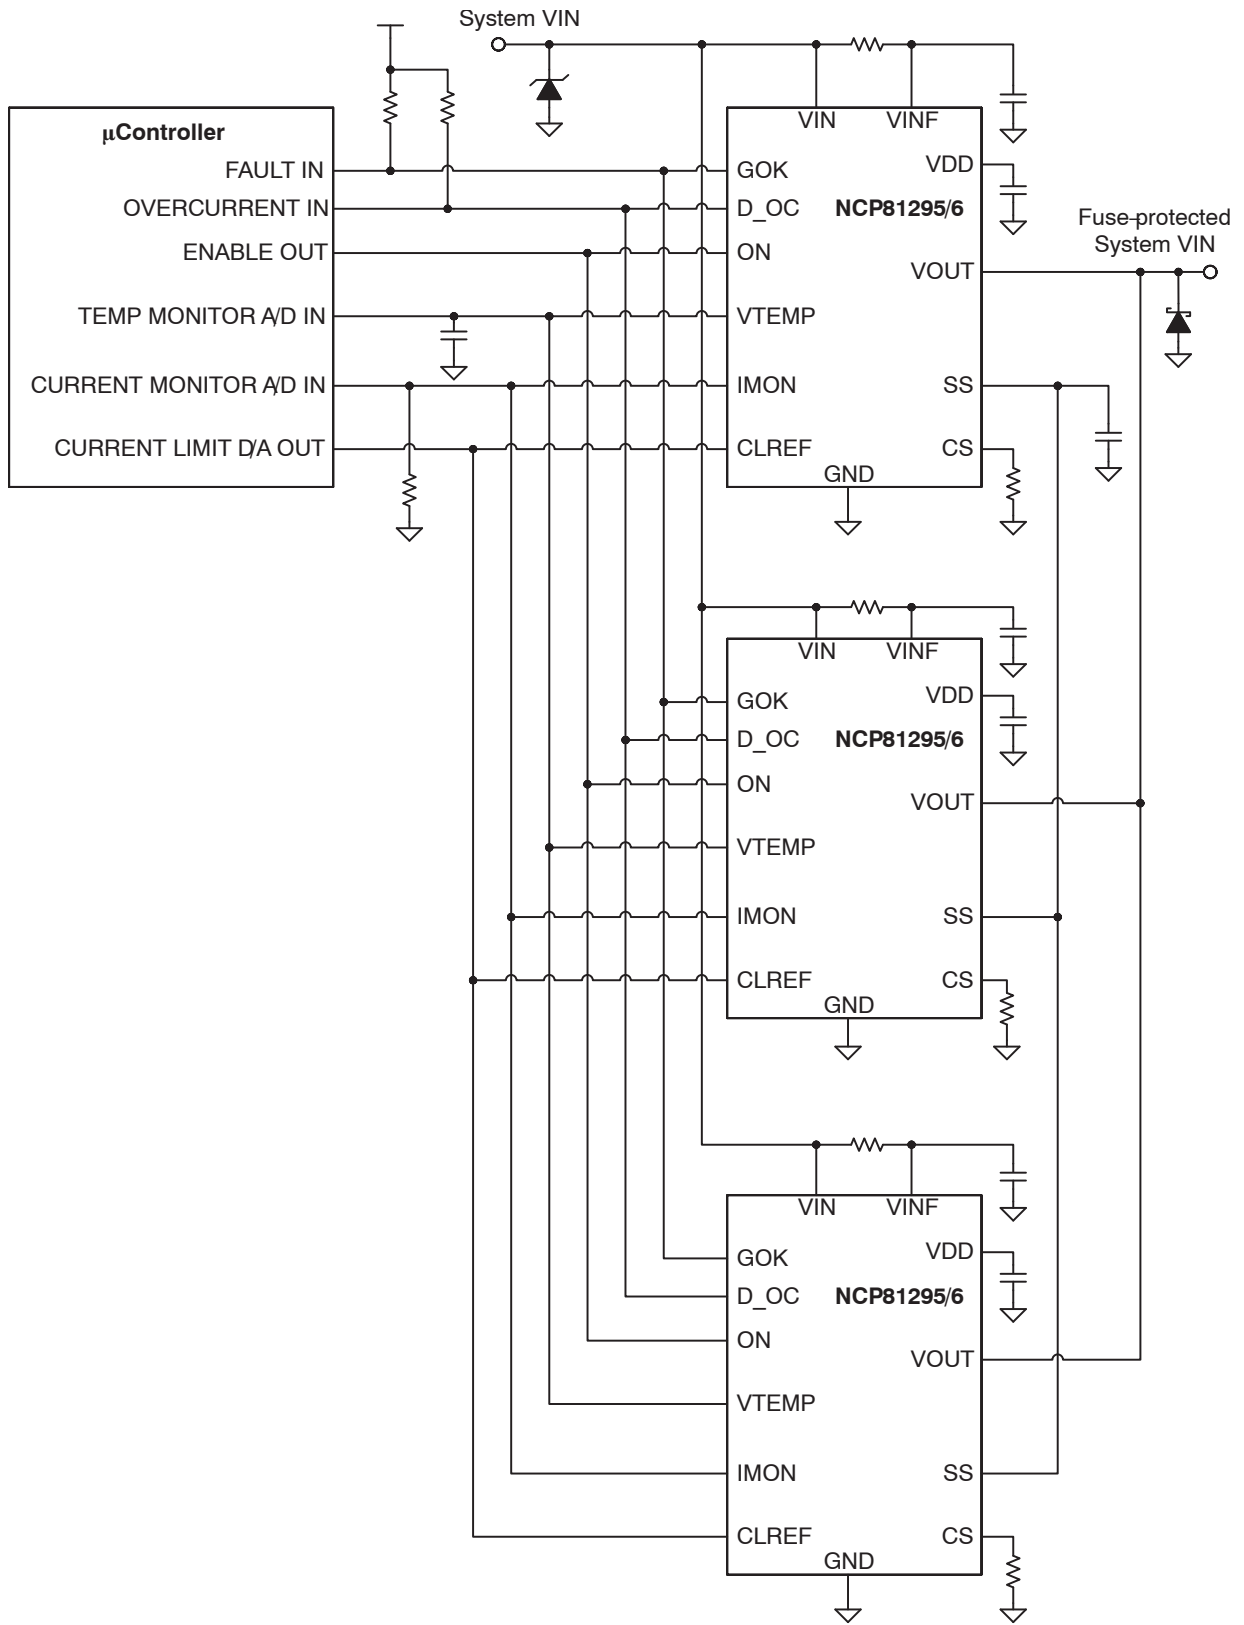 System VIN
μController
FAULT IN
OVERCURRENT IN
ENABLE OUT
TEMP MONITOR A/D IN
CURRENT MONITOR A/D IN
CURRENT LIMIT D/A OUT
VIN
VINF
GOK
VDD
D_OC
NCP81295/6
ON
VOUT
VTEMP
IMON
SS
CLREF
CS
GND
Fuse-protected
System VIN
VIN
VINF
GOK
VDD
D_OC
NCP81295/6
ON
VOUT
VTEMP
IMON
SS
CLREF
CS
GND
VIN
VINF
GOK
VDD
D_OC
NCP81295/6
ON
VOUT
VTEMP
IMON
SS
CLREF
CS
GND